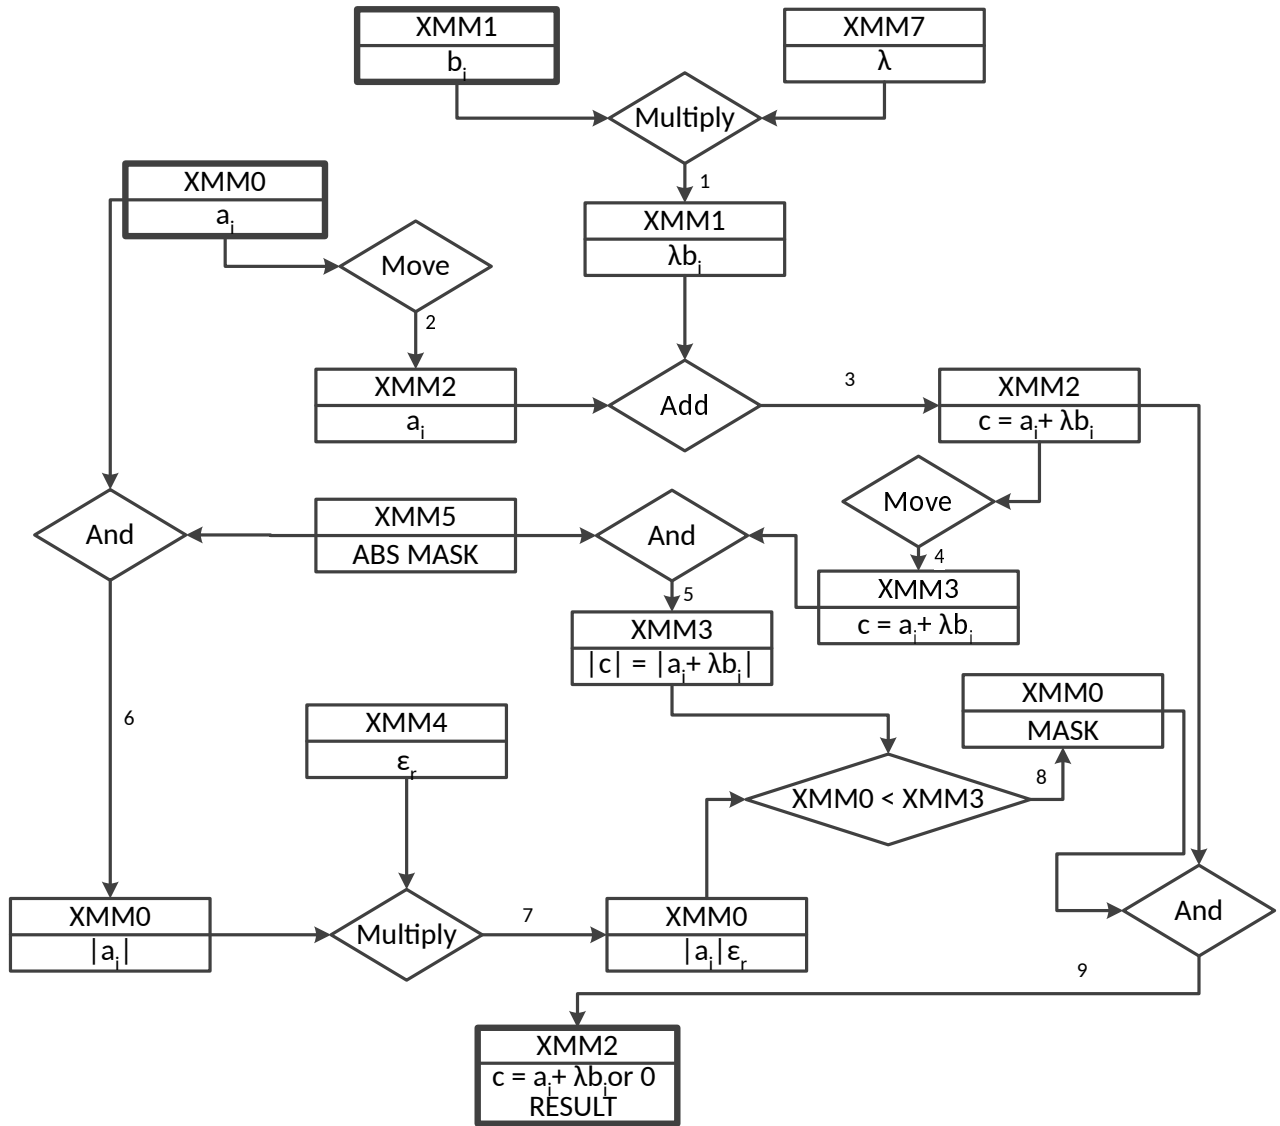 XMM1
bᵢ
XMM7
λ
Multiply
1
XMM0
aᵢ
XMM1
λbᵢ
Move
2
XMM2
aᵢ
Add
3
XMM2
c = aᵢ+ λbᵢ
Move
4
And
XMM5
ABS MASK
And
5
XMM3
c = aᵢ+ λbᵢ
XMM3
|c| = |aᵢ+ λbᵢ|
6
XMM4
εᵣ
XMM0
MASK
8
XMM0 < XMM3
XMM0
|aᵢ|
Multiply
7
XMM0
|aᵢ|εᵣ
And
9
XMM2
c = aᵢ+ λbᵢor 0
RESULT